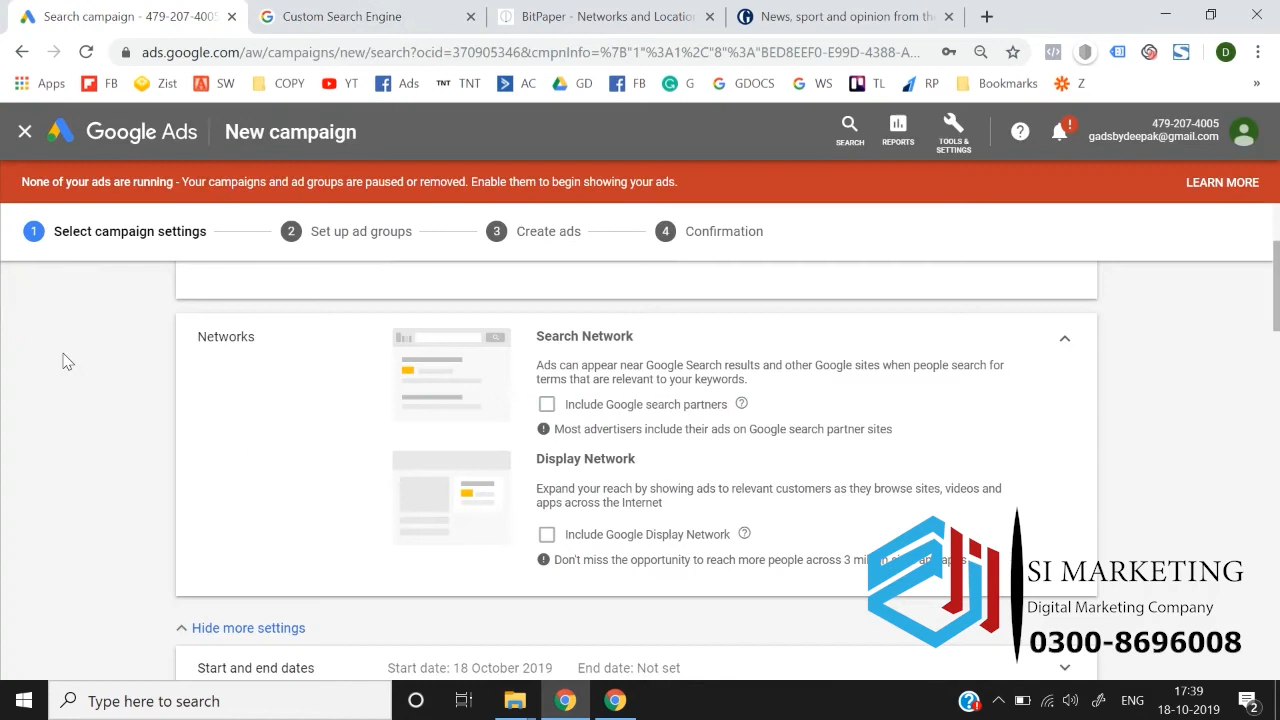 Search campaign - 479-207-4005
Custom Search Engine
BitPaper - Networks and Location
News, sport and opinion from th
ads.google.com/aw/campaigns/new/search?ocid=370905346&cmpnInfo=%7B"1"%3A1%2C"8"%3A"BED8EEF0-E99D-4388-A...
D
Apps
FB
Zist
SW
COPY
YT
Ads
TNT TNT
AC
GD
FB
G
GDOCS
WS
TL
RP
Bookmarks
Z
»
Google Ads
New campaign
SEARCH
REPORTS
TOOLS &
SETTINGS
479-207-4005
gadsbydeepak@gmail.com
None of your ads are running - Your campaigns and ad groups are paused or removed. Enable them to begin showing your ads.
LEARN MORE
1 Select campaign settings
2 Set up ad groups
3 Create ads
4 Confirmation
Networks
Search Network
Ads can appear near Google Search results and other Google sites when people search for
terms that are relevant to your keywords.
Include Google search partners
Most advertisers include their ads on Google search partner sites
Display Network
Expand your reach by showing ads to relevant customers as they browse sites, videos and
apps across the Internet
Include Google Display Network
Don't miss the opportunity to reach more people across 3
SI MARKETING
Digital Marketing Company
0300-8696008
Hide more settings
Start and end dates
Start date: 18 October 2019
End date: Not set
Type here to search
ENG
17:39
18-10-2019
2